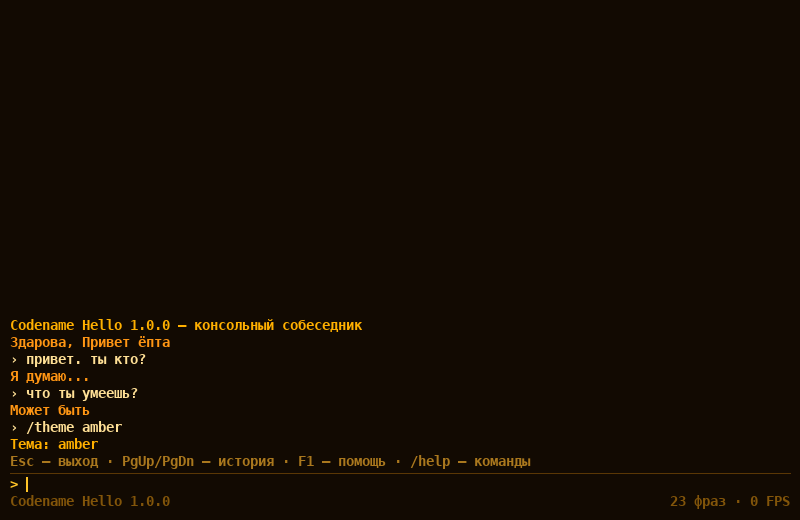 Codename Hello 1.0.0 — консольный собеседник
Здарова, Привет ёпта
› привет. ты кто?
Я думаю...
› что ты умеешь?
Может быть
› /theme amber
Тема: amber
Esc — выход · PgUp/PgDn — история · F1 — помощь · /help — команды
>
Codename Hello 1.0.0 23 фраз · 0 FPS